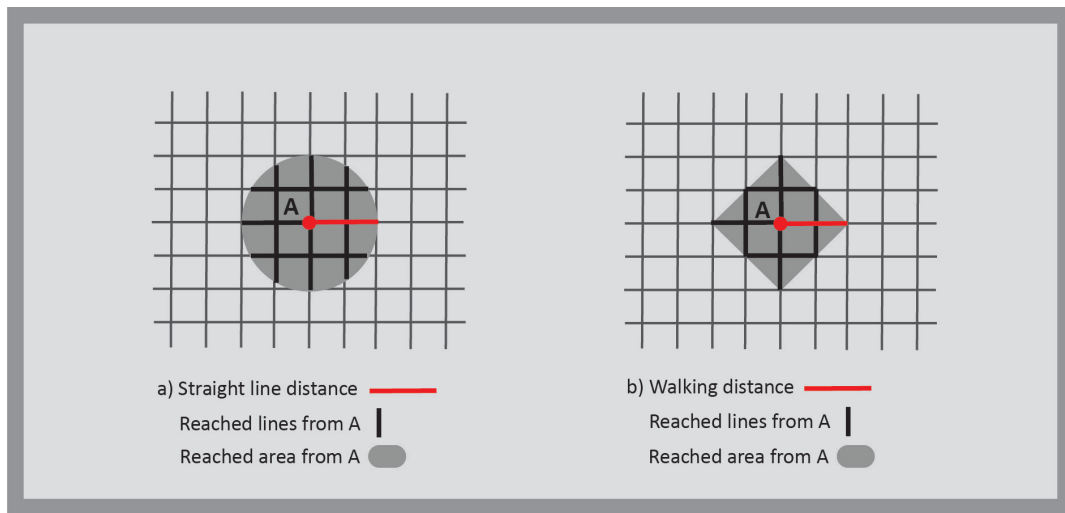 A
A
a) Straight line distance
Reached lines from A
Reached area from A
b) Walking distance
Reached lines from A
Reached area from A